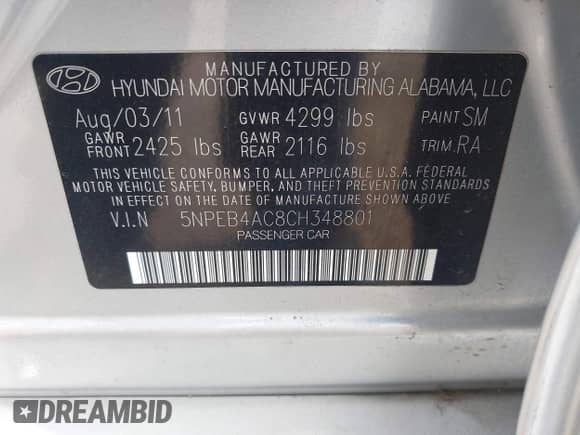 MANUFACTURED BY
HYUNDAI MOTOR MANUFACTURING ALABAMA, LLC
Aug/03/11 GVWR 4299 lbs PAINT SM
GAWR FRONT 2425 lbs GAWR REAR 2116 lbs TRIM. RA
THIS VEHICLE CONFORMS TO ALL APPLICABLE U.S.A. FEDERAL
MOTOR VEHICLE SAFETY, BUMPER, AND THEFT PREVENTION STANDARDS
IN EFFECT ON THE DATE OF MANUFACTURE SHOWN ABOVE.
V.I.N 5NPEB4AC8CH348801
PASSENGER CAR
DREAMBID